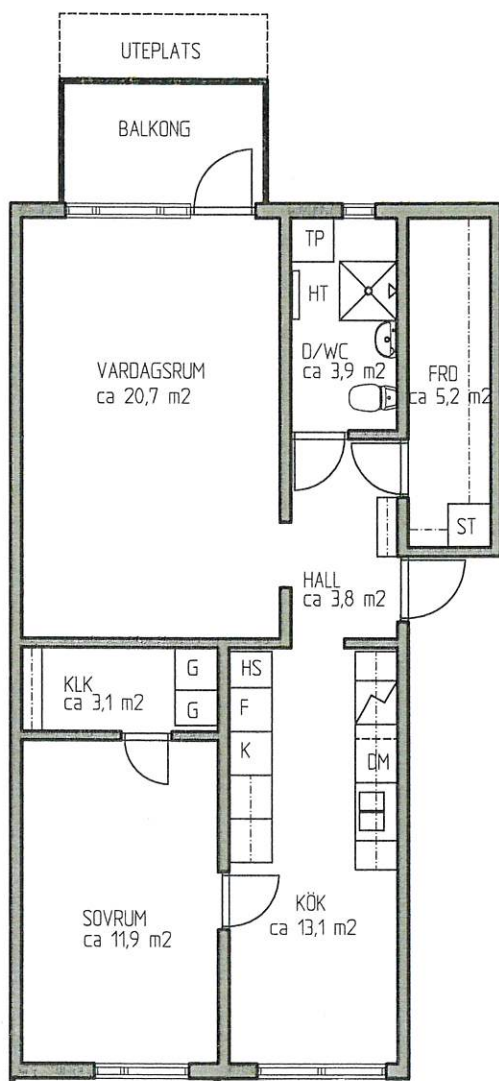 UTEPLATS
BALKONG
TP
HT
VARDAGSRUM
ca 20,7 m2
D/WC
ca 3,9 m2
FRD
ca 5,2 m2
ST
HALL
ca 3,8 m2
KLK
ca 3,1 m2
G
G
HS
F
K
DM
SOVRUM
ca 11,9 m2
KÖK
ca 13,1 m2